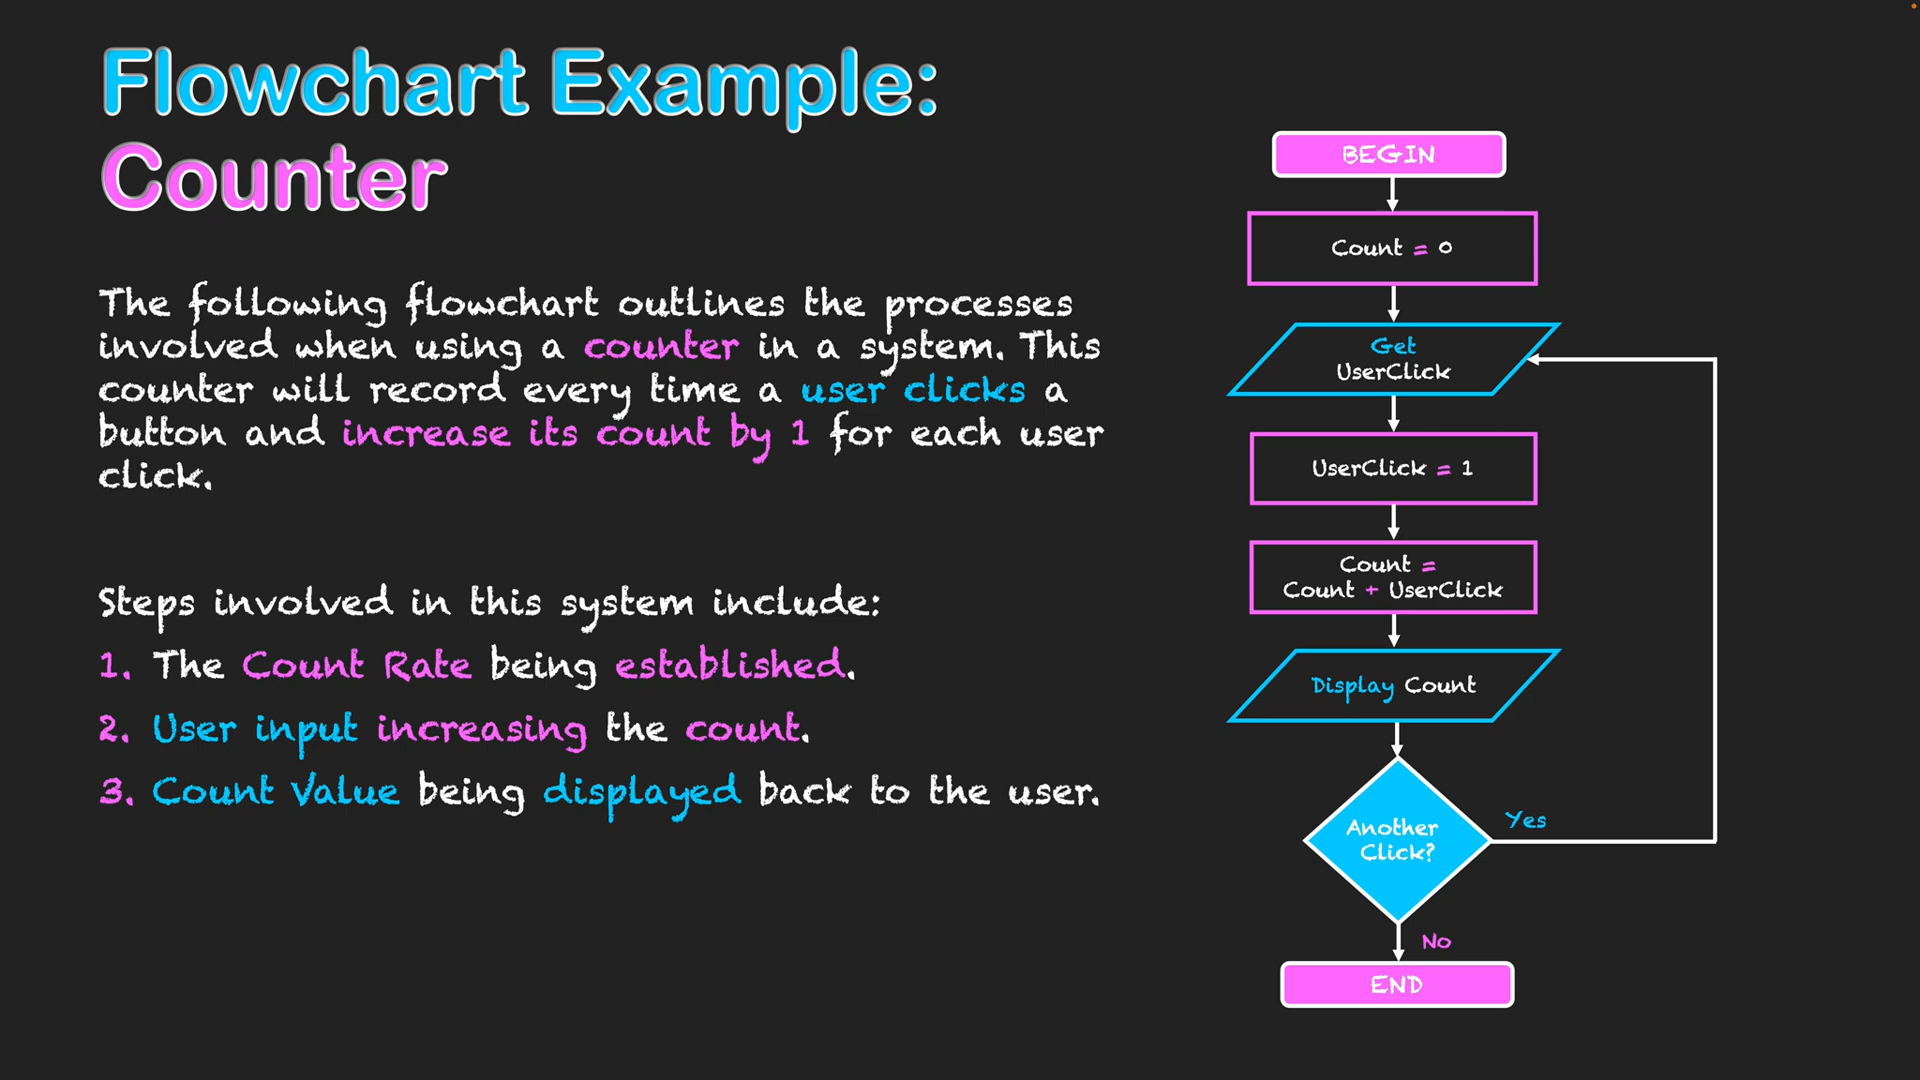 Flowchart Example:
Counter
The following flowchart outlines the processes
involved when using a counter in a system. This
counter will record every time a user clicks a
button and increase its count by 1 for each user
click.
Steps involved in this system include:
1. The Count Rate being established.
2. User input increasing the count.
3. Count Value being displayed back to the user.
BEGIN
Count = 0
Get
UserClick
UserClick = 1
Count =
Count + UserClick
Display Count
Another
Click?
Yes
No
END